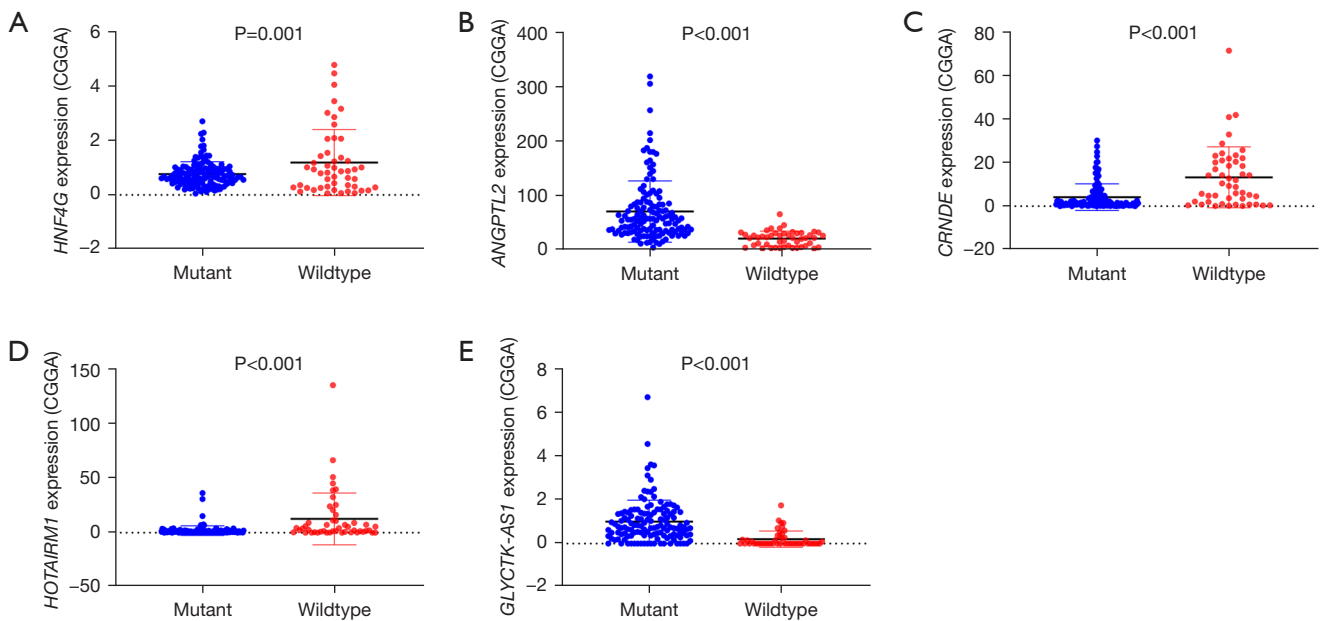 A
HNF4G expression (CGGA)
P=0.001
6
4
2
0
−2
Mutant Wildtype
B
ANGPTL2 expression (CGGA)
P<0.001
400
300
200
100
50
0
Mutant Wildtype
C
CRNDE expression (CGGA)
P<0.001
80
60
40
20
0
−20
Mutant Wildtype
D
HOTAIRM1 expression (CGGA)
P<0.001
150
100
50
0
−50
Mutant Wildtype
E
GLYCTK-AS1 expression (CGGA)
P<0.001
8
6
4
2
0
−2
Mutant Wildtype